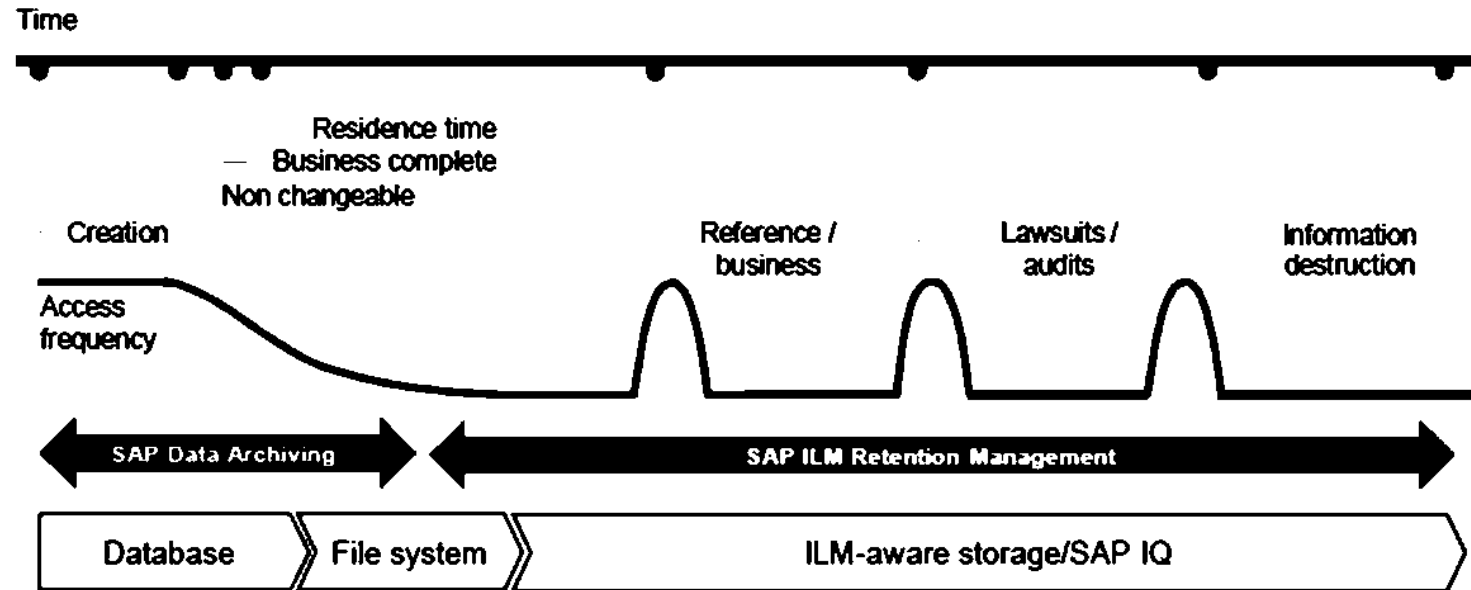 Time
Residence time
Business complete
Non changeable
Creation
Reference /
business
Lawsuits /
audits
Information
destruction
Access
frequency
SAP Data Archiving
SAP ILM Retention Management
Database
File system
ILM-aware storage/SAP IQ